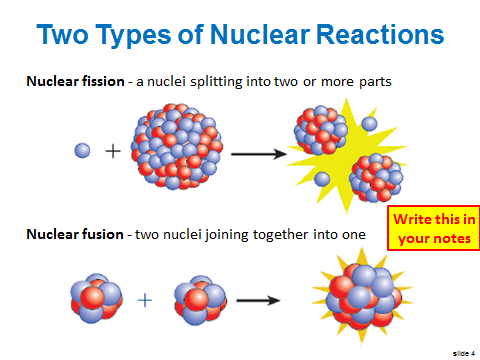 Two Types of Nuclear Reactions
Nuclear fission - a nuclei splitting into two or more parts
+
Write this in
your notes
Nuclear fusion - two nuclei joining together into one
+
slide 4